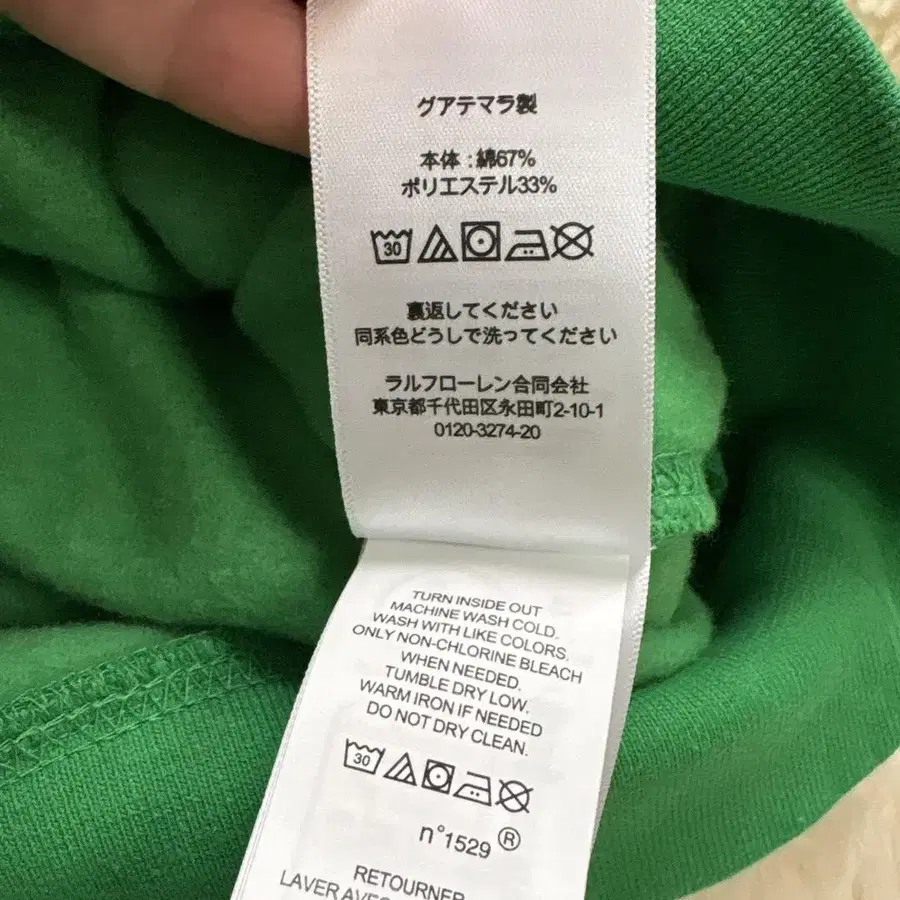 グアテマラ製
本体 : 綿67%
ポリエステル33%
30
裏返してください
同系色どうしで洗ってください
ラルフローレン合同会社
東京都千代田区永田町2-10-1
0120-3274-20
TURN INSIDE OUT
MACHINE WASH COLD.
WASH WITH LIKE COLORS.
ONLY NON-CHLORINE BLEACH
WHEN NEEDED.
TUMBLE DRY LOW.
WARM IRON IF NEEDED
DO NOT DRY CLEAN.
30
n°1529 ®
RETOURNER
LAVER